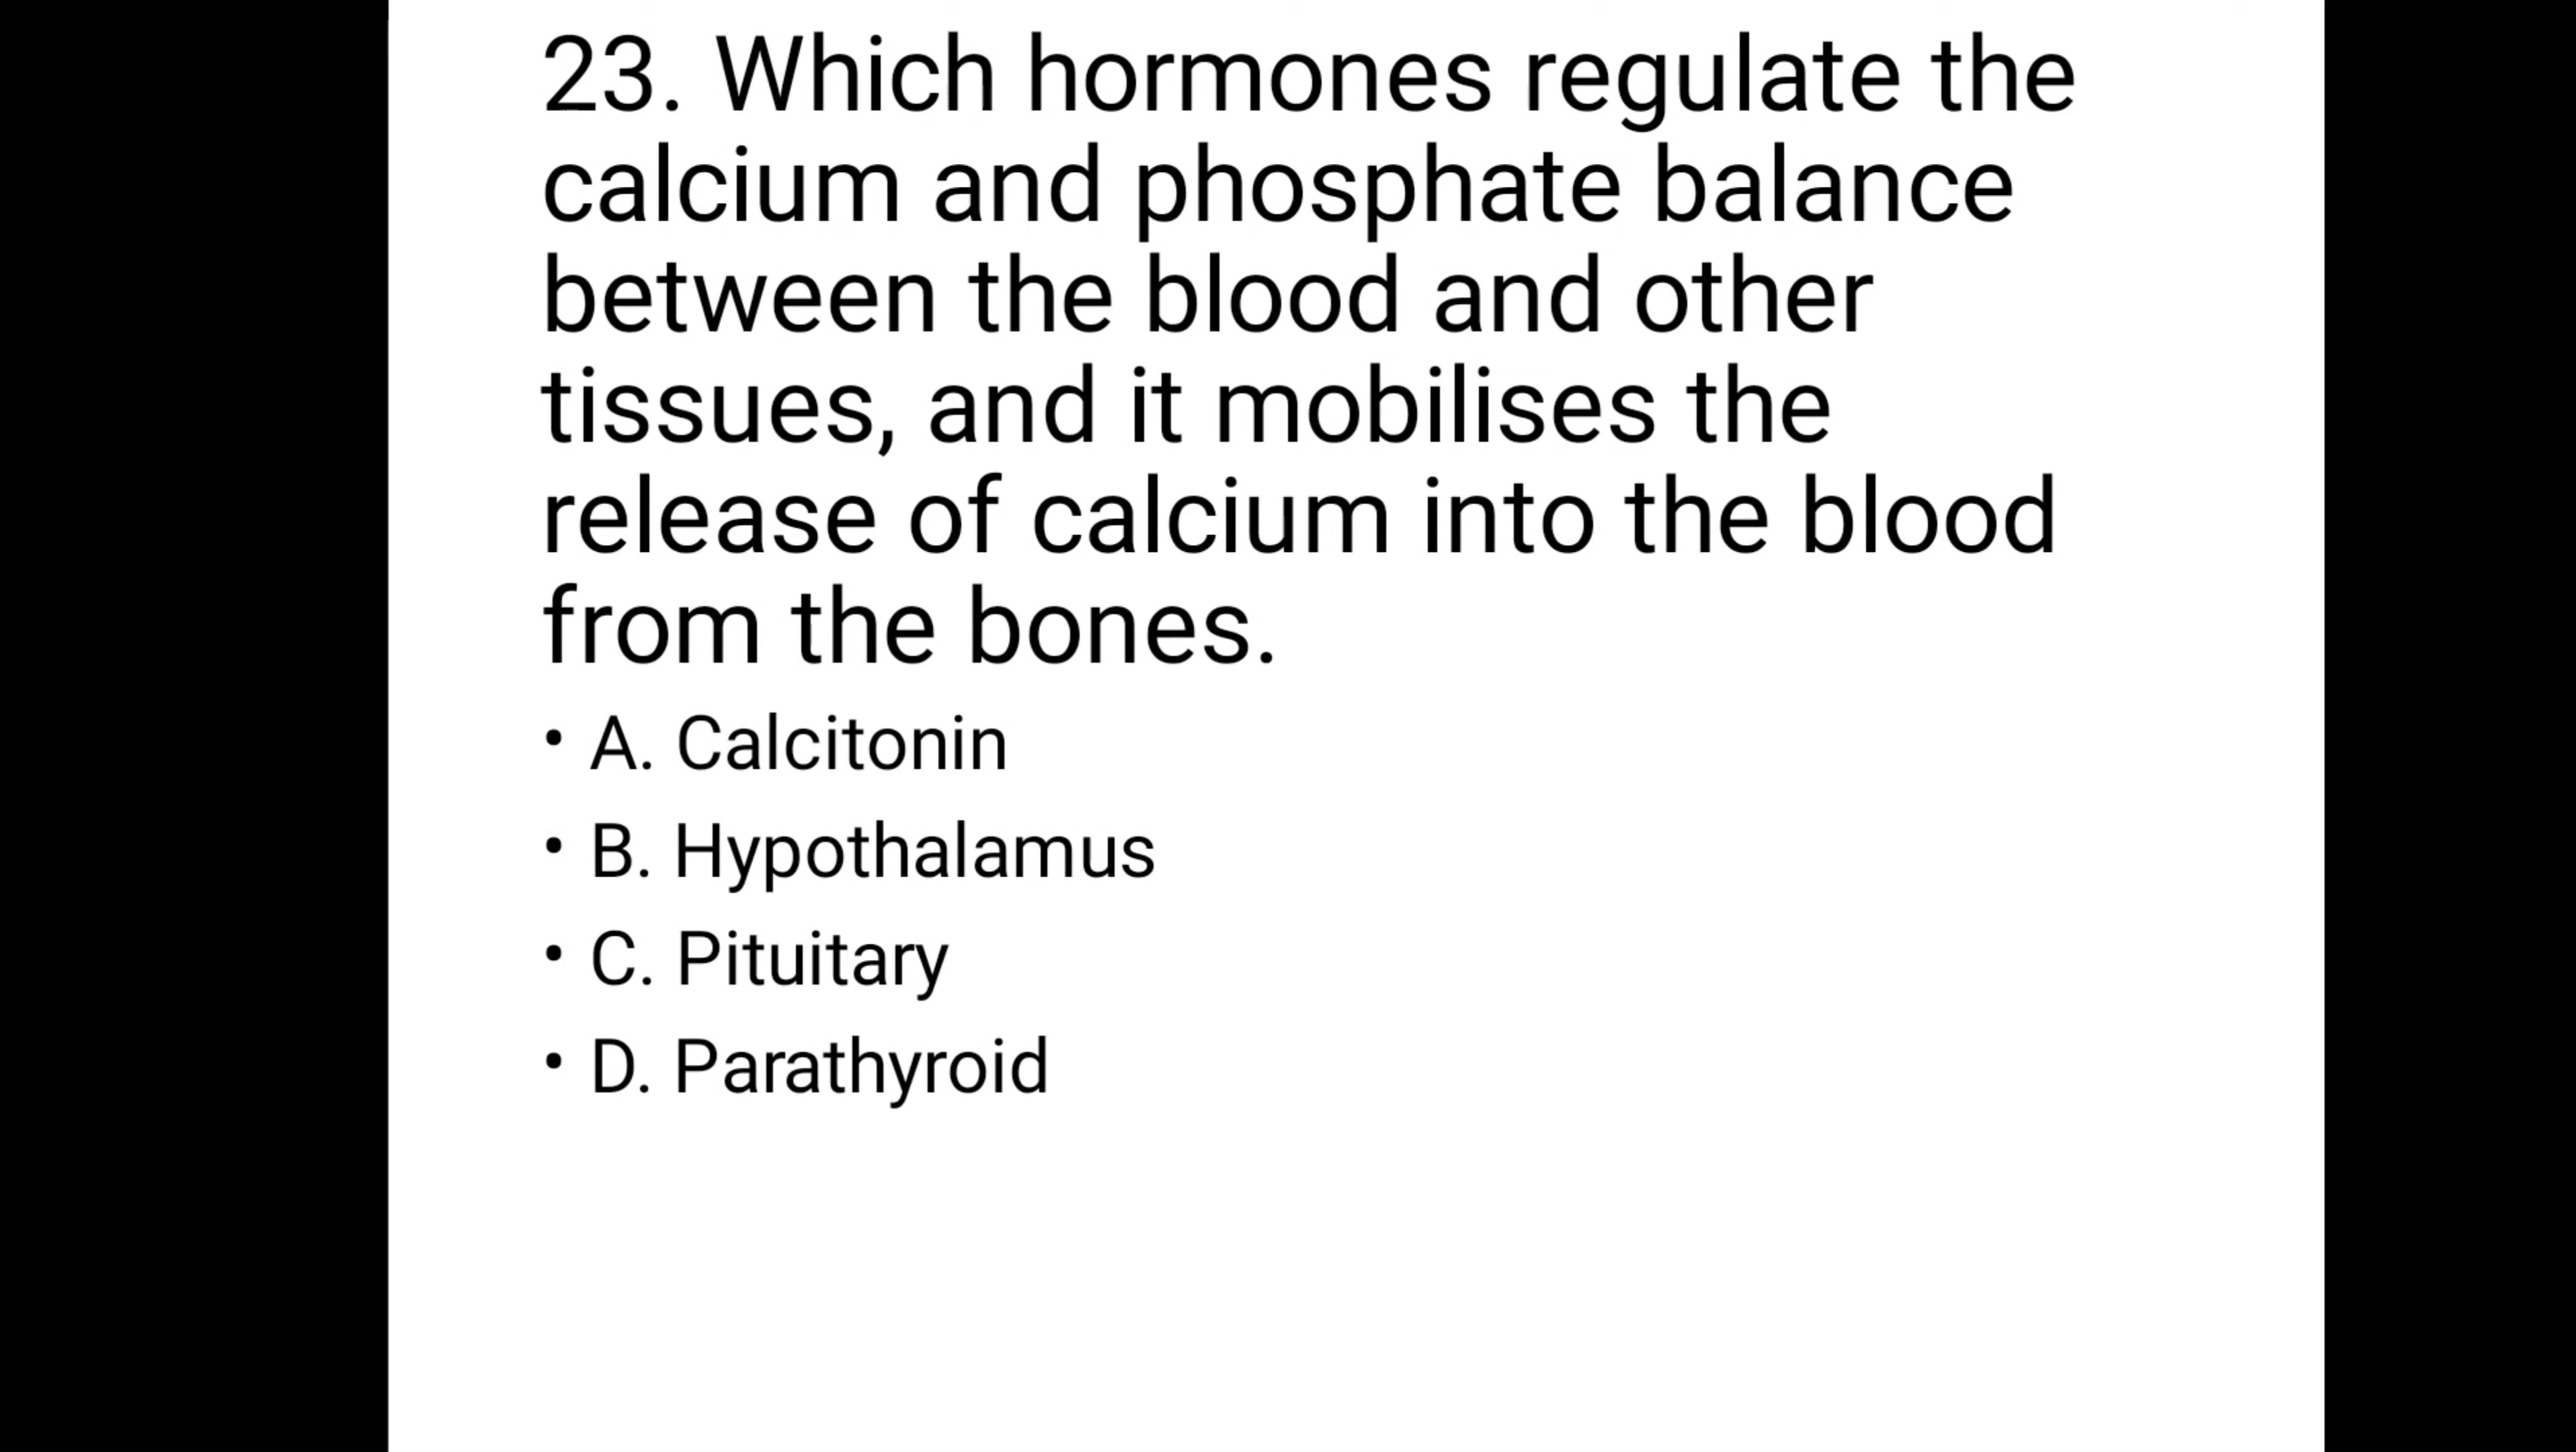 23. Which hormones regulate the
calcium and phosphate balance
between the blood and other
tissues, and it mobilises the
release of calcium into the blood
from the bones.
• A. Calcitonin
• B. Hypothalamus
• C. Pituitary
• D. Parathyroid